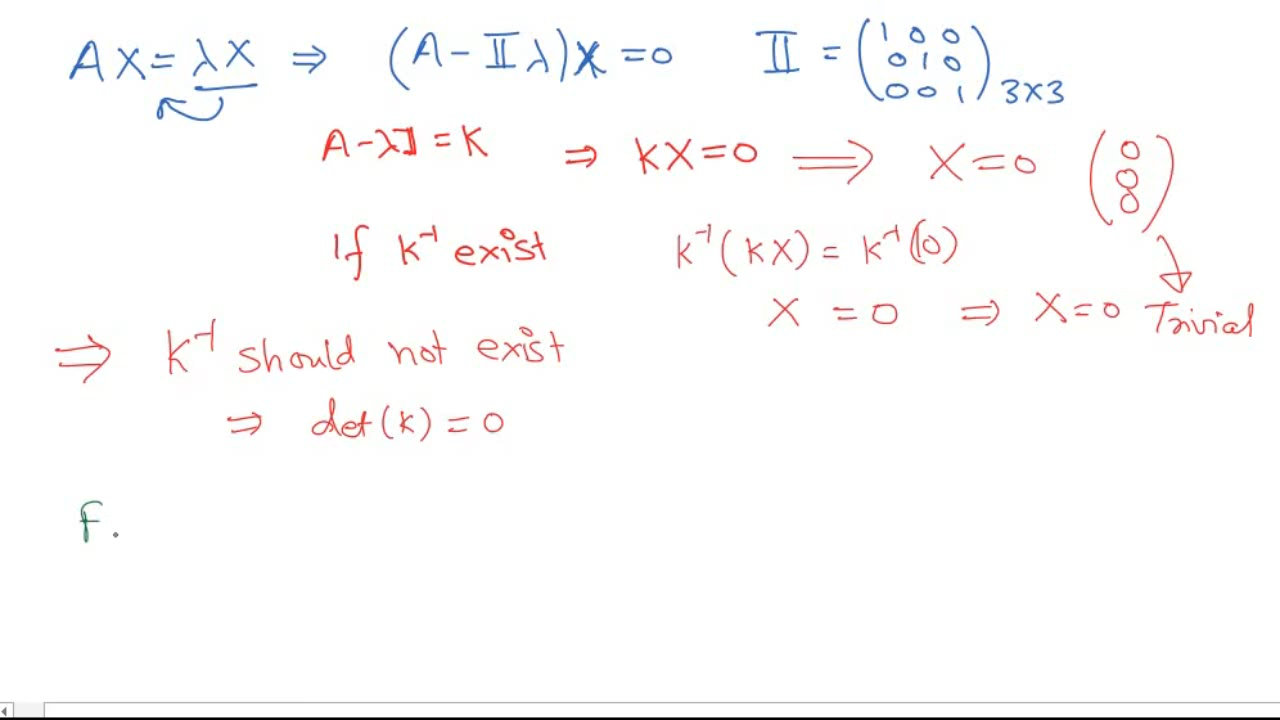 AX = λX ⇒ (A - 𝕀λ)X = 0 𝕀 = (1 0 0
0 1 0
0 0 1)3x3
A - λ𝕀 = K ⇒ KX = 0 ⟹ X = 0 (0
0
0)
If K⁻¹ exist K⁻¹(KX) = K⁻¹(0)
X = 0 ⇒ X = 0 Trivial
⇒ K⁻¹ should not exist
⇒ det(K) = 0
F